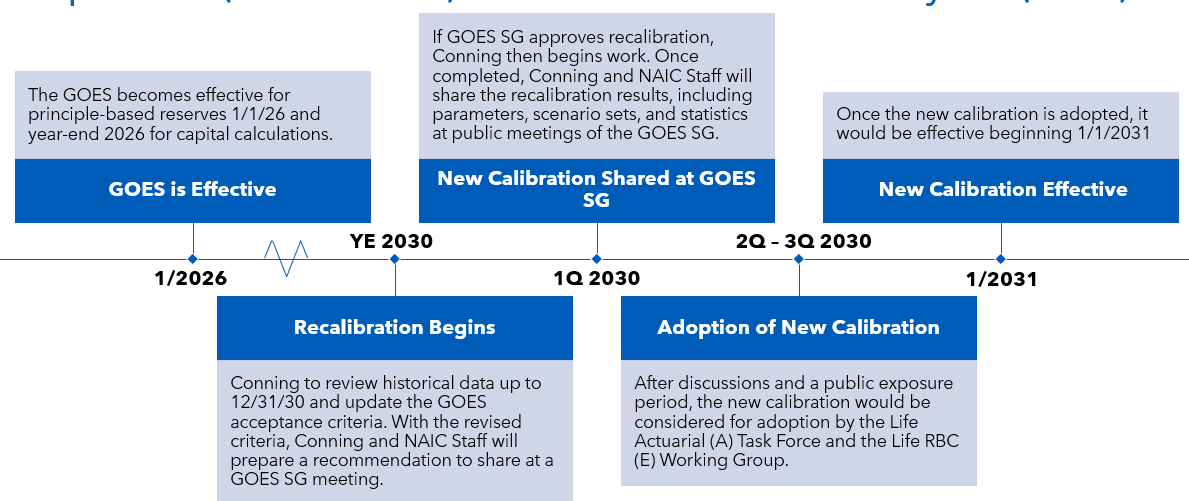 The GOES becomes effective for
principle-based reserves 1/1/26 and
year-end 2026 for capital calculations.
GOES is Effective
1/2026
YE 2030
Recalibration Begins
Conning to review historical data up to
12/31/30 and update the GOES
acceptance criteria. With the revised
criteria, Conning and NAIC Staff will
prepare a recommendation to share at a
GOES SG meeting.
If GOES SG approves recalibration,
Conning then begins work. Once
completed, Conning and NAIC Staff will
share the recalibration results, including
parameters, scenario sets, and statistics
at public meetings of the GOES SG.
New Calibration Shared at GOES
SG
1Q 2030
2Q – 3Q 2030
Adoption of New Calibration
After discussions and a public exposure
period, the new calibration would be
considered for adoption by the Life
Actuarial (A) Task Force and the Life RBC
(E) Working Group.
Once the new calibration is adopted, it
would be effective beginning 1/1/2031
New Calibration Effective
1/2031